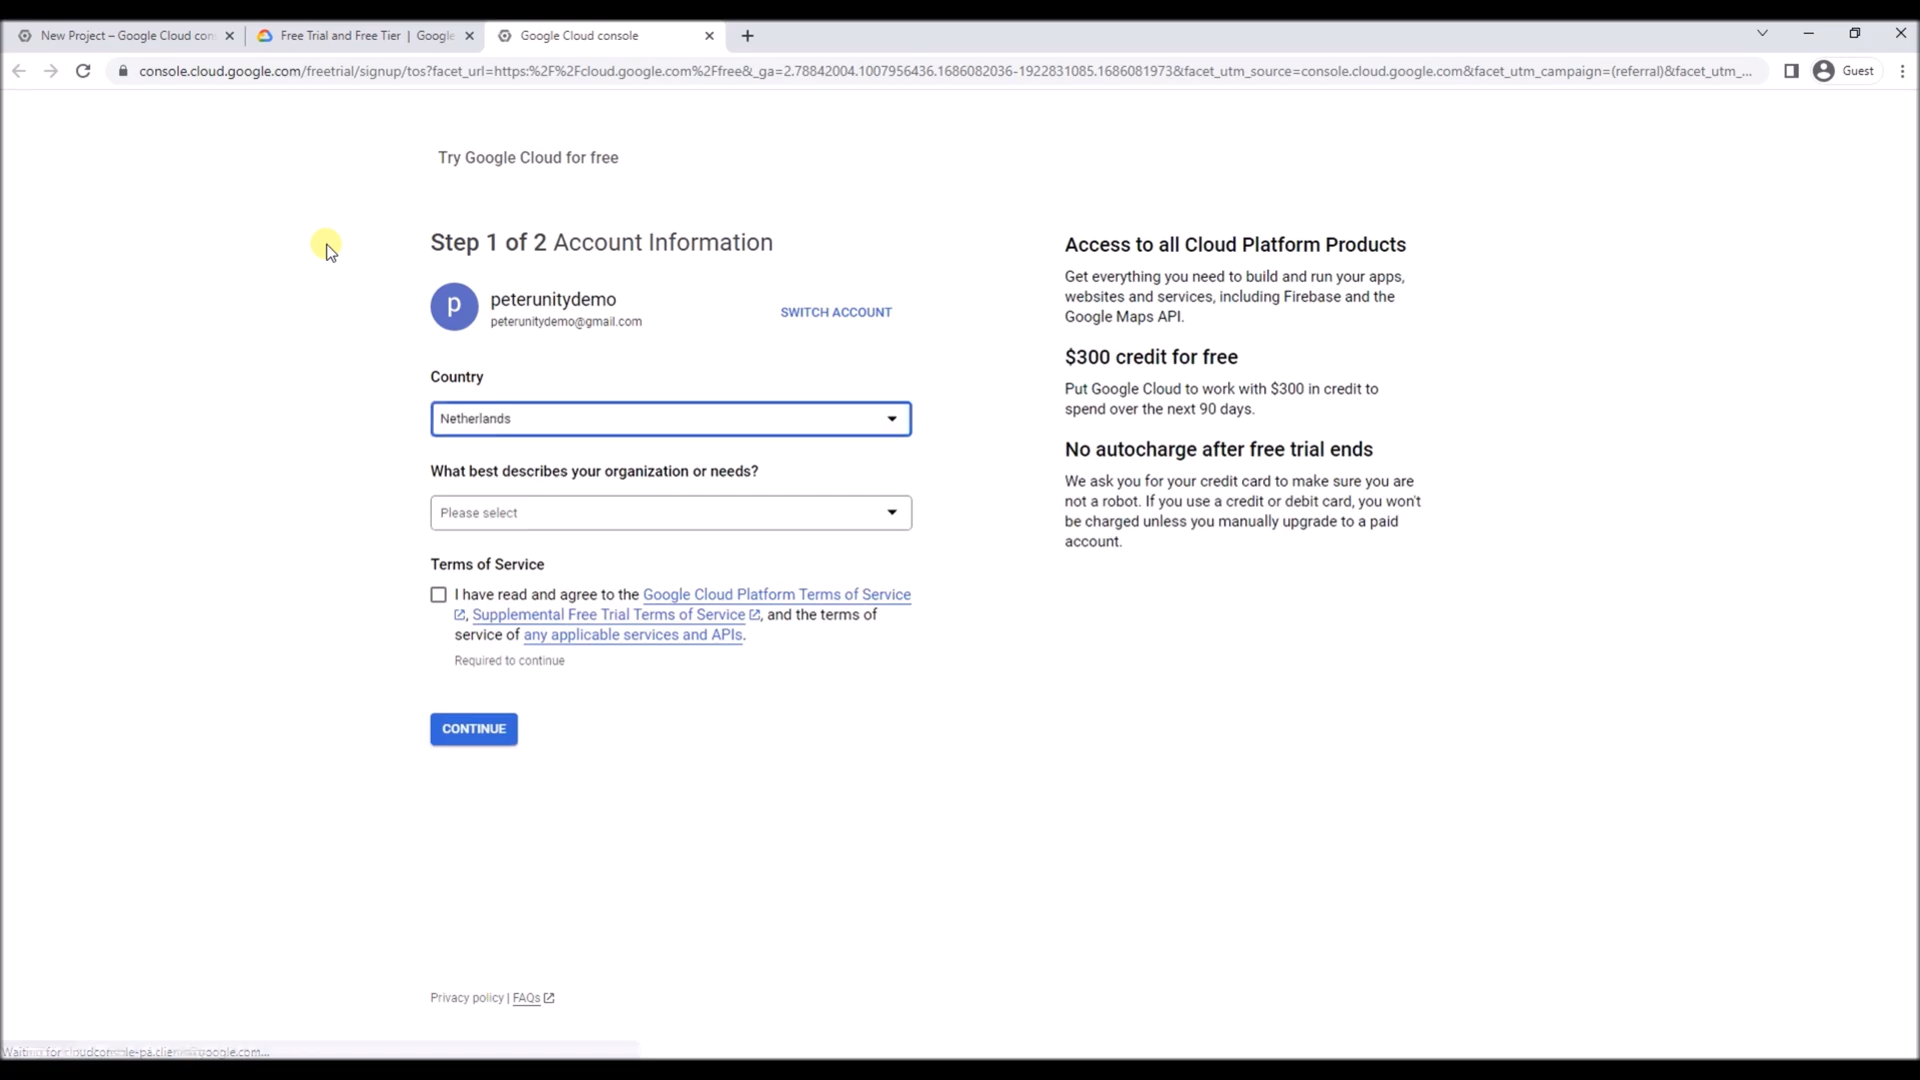 New Project – Google Cloud con
Free Trial and Free Tier | Google
Google Cloud console
console.cloud.google.com/freetrial/signup/tos?facet_url=https:%2F%2Fcloud.google.com%2Ffree&_ga=2.78842004.1007956436.1686082036-1922831085.1686081973&facet_utm_source=console.cloud.google.com&facet_utm_campaign=(referral)&facet_utm_...
Guest
Try Google Cloud for free
Step 1 of 2 Account Information
p
peterunitydemo
peterunitydemo@gmail.com
SWITCH ACCOUNT
Country
Netherlands
What best describes your organization or needs?
Please select
Terms of Service
I have read and agree to the Google Cloud Platform Terms of Service
, Supplemental Free Trial Terms of Service , and the terms of
service of any applicable services and APIs.
Required to continue
CONTINUE
Access to all Cloud Platform Products
Get everything you need to build and run your apps,
websites and services, including Firebase and the
Google Maps API.
$300 credit for free
Put Google Cloud to work with $300 in credit to
spend over the next 90 days.
No autocharge after free trial ends
We ask you for your credit card to make sure you are
not a robot. If you use a credit or debit card, you won't
be charged unless you manually upgrade to a paid
account.
Privacy policy | FAQs
Waiting for